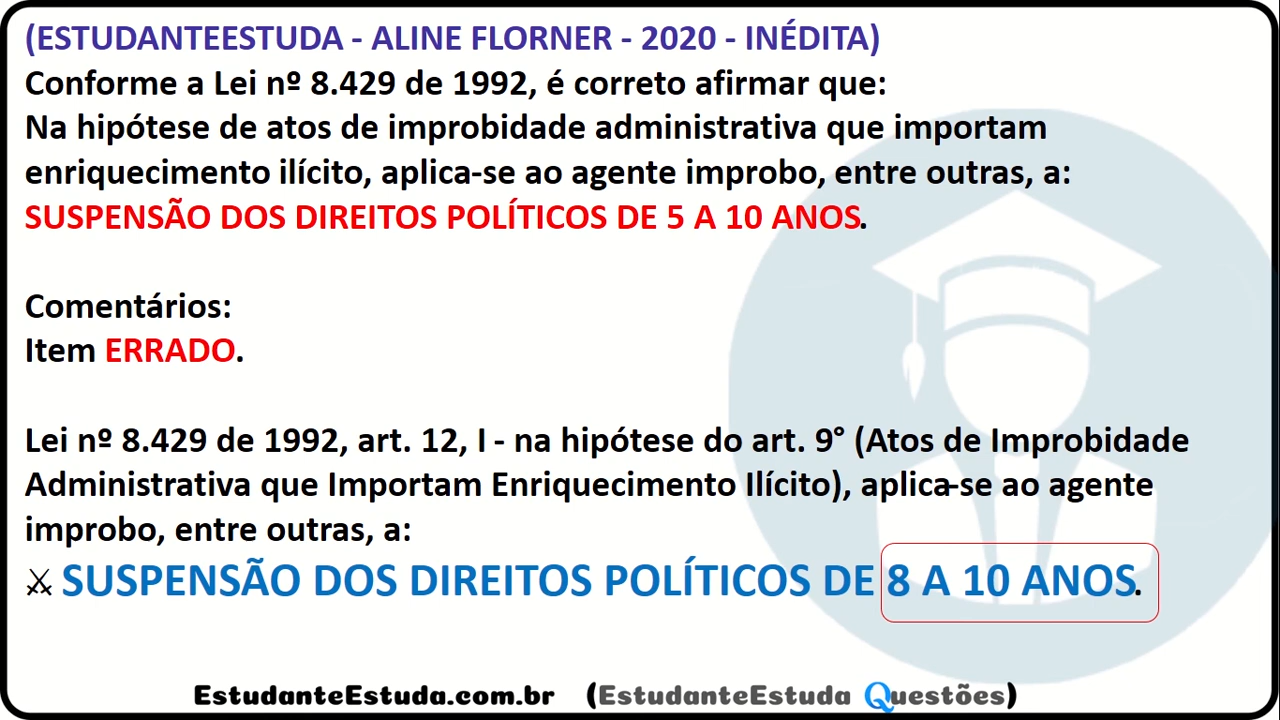 (ESTUDANTEESTUDA - ALINE FLORNER - 2020 - INÉDITA)
Conforme a Lei nº 8.429 de 1992, é correto afirmar que:
Na hipótese de atos de improbidade administrativa que importam
enriquecimento ilícito, aplica-se ao agente improbo, entre outras, a:
SUSPENSÃO DOS DIREITOS POLÍTICOS DE 5 A 10 ANOS.
Comentários:
Item ERRADO.
Lei nº 8.429 de 1992, art. 12, I - na hipótese do art. 9° (Atos de Improbidade
Administrativa que Importam Enriquecimento Ilícito), aplica-se ao agente
improbo, entre outras, a:
⚔ SUSPENSÃO DOS DIREITOS POLÍTICOS DE 8 A 10 ANOS.
EstudanteEstuda.com.br (EstudanteEstuda Questões)